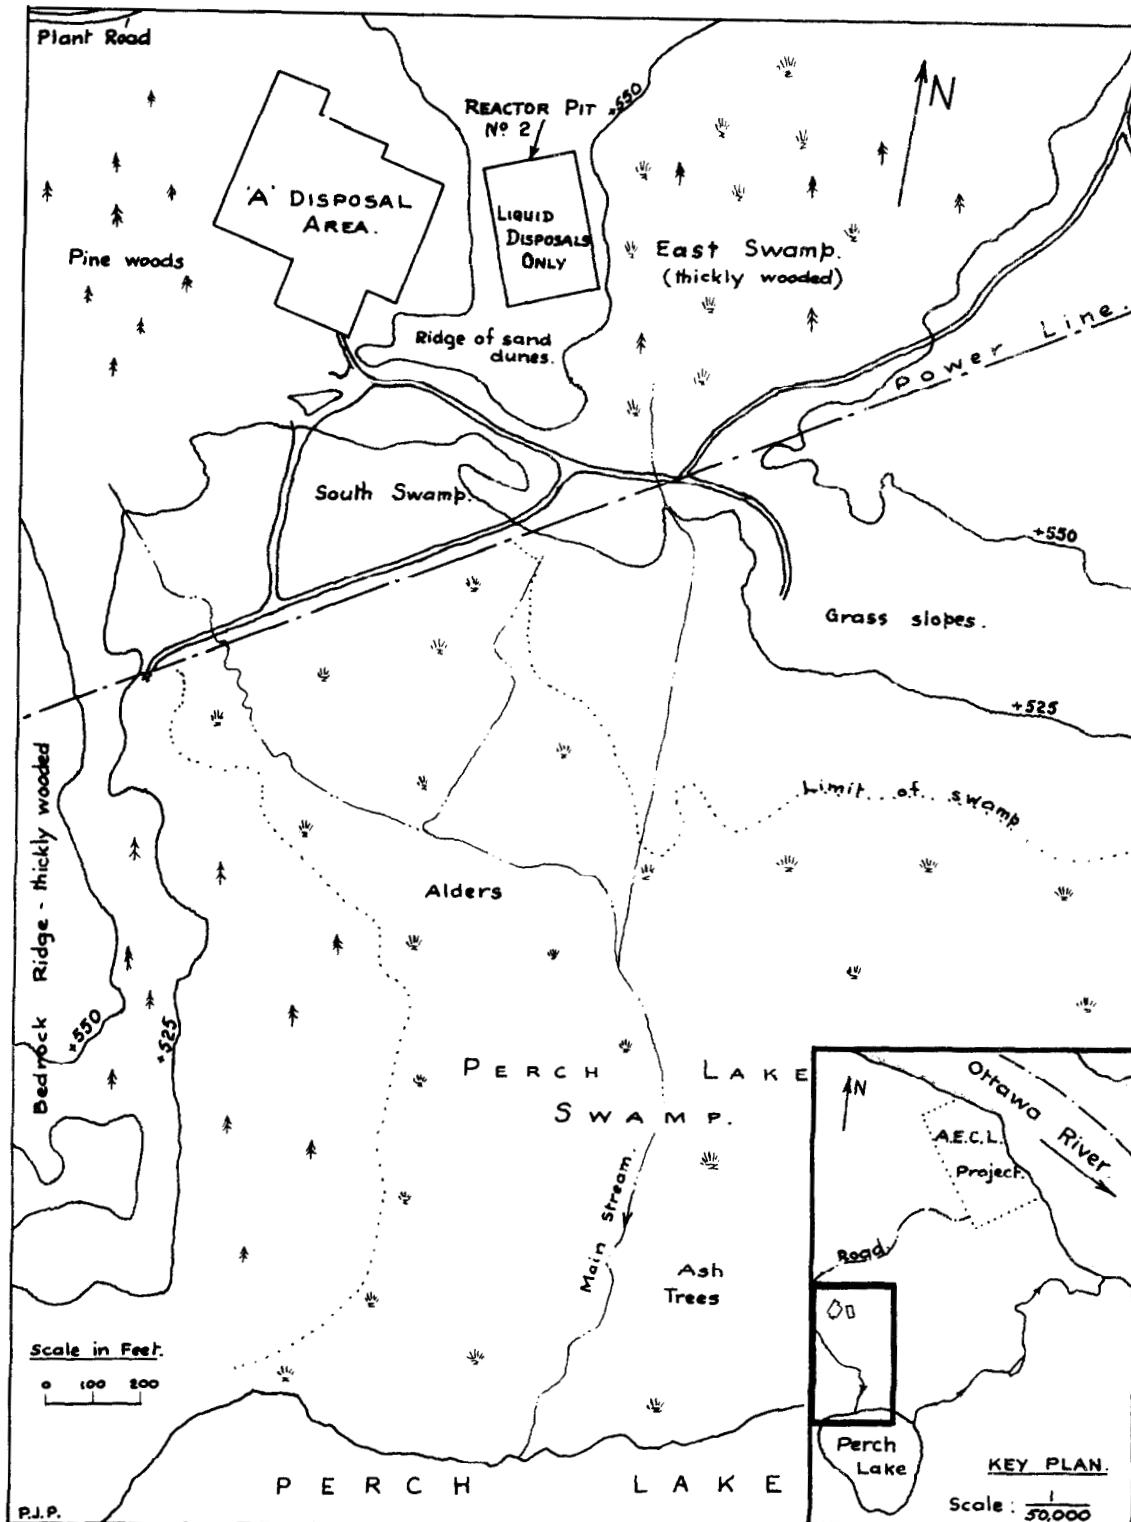 Plant Road
REACTOR PIT
Nº 2
+550
N
'A' DISPOSAL
AREA.
LIQUID
DISPOSALS
ONLY
Pine woods
East Swamp.
(thickly wooded)
Ridge of sand
dunes.
Power Line.
South Swamp.
+550
Grass slopes.
+525
Limit of swamp
Bedrock Ridge - thickly wooded
Alders
+550
+525
PERCH LAKE
SWAMP.
Main Stream
Ash
Trees
Scale in Feet.
0 100 200
PERCH LAKE
P.J.P.
N
Ottawa River
A.E.C.L.
Project.
Road
Perch
Lake
KEY PLAN.
Scale: 1
50,000